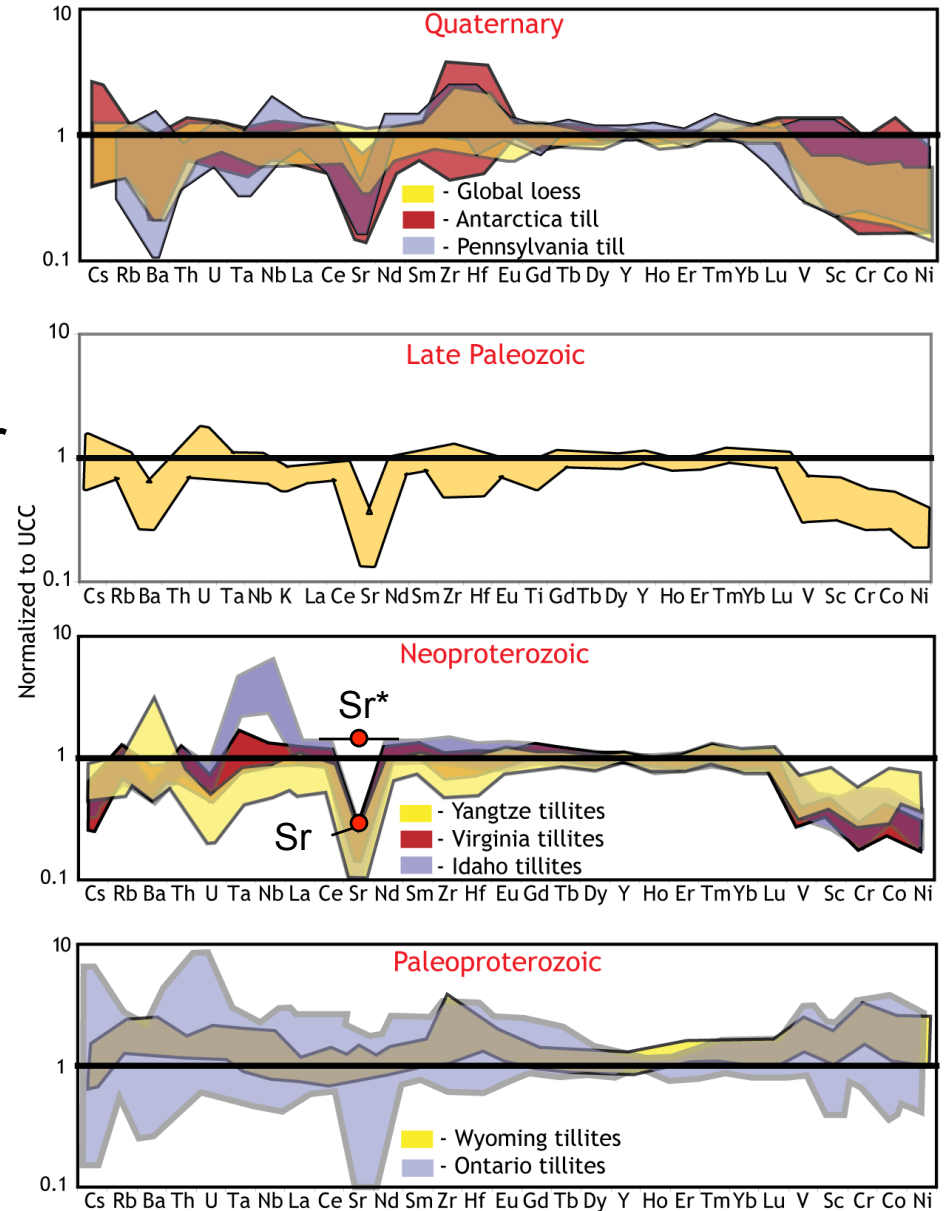 Normalized to UCC
10
Quaternary
1
- Global loess
- Antarctica till
- Pennsylvania till
0.1
Cs Rb Ba Th U Ta Nb La Ce Sr Nd Sm Zr Hf Eu Gd Tb Dy Y Ho Er Tm Yb Lu V Sc Cr Co Ni
10
Late Paleozoic
1
0.1
Cs Rb Ba Th U Ta Nb K La Ce Sr Nd Sm Zr Hf Eu Ti Gd Tb Dy Y Ho Er Tm Yb Lu V Sc Cr Co Ni
10
Neoproterozoic
Sr*
1
- Yangtze tillites
Sr
- Virginia tillites
- Idaho tillites
0.1
Cs Rb Ba Th U Ta Nb La Ce Sr Nd Sm Zr Hf Eu Gd Tb Dy Y Ho Er Tm Yb Lu V Sc Cr Co Ni
10
Paleoproterozoic
1
- Wyoming tillites
- Ontario tillites
0.1
Cs Rb Ba Th U Ta Nb La Ce Sr Nd Sm Zr Hf Eu Gd Tb Dy Y Ho Er Tm Yb Lu V Sc Cr Co Ni